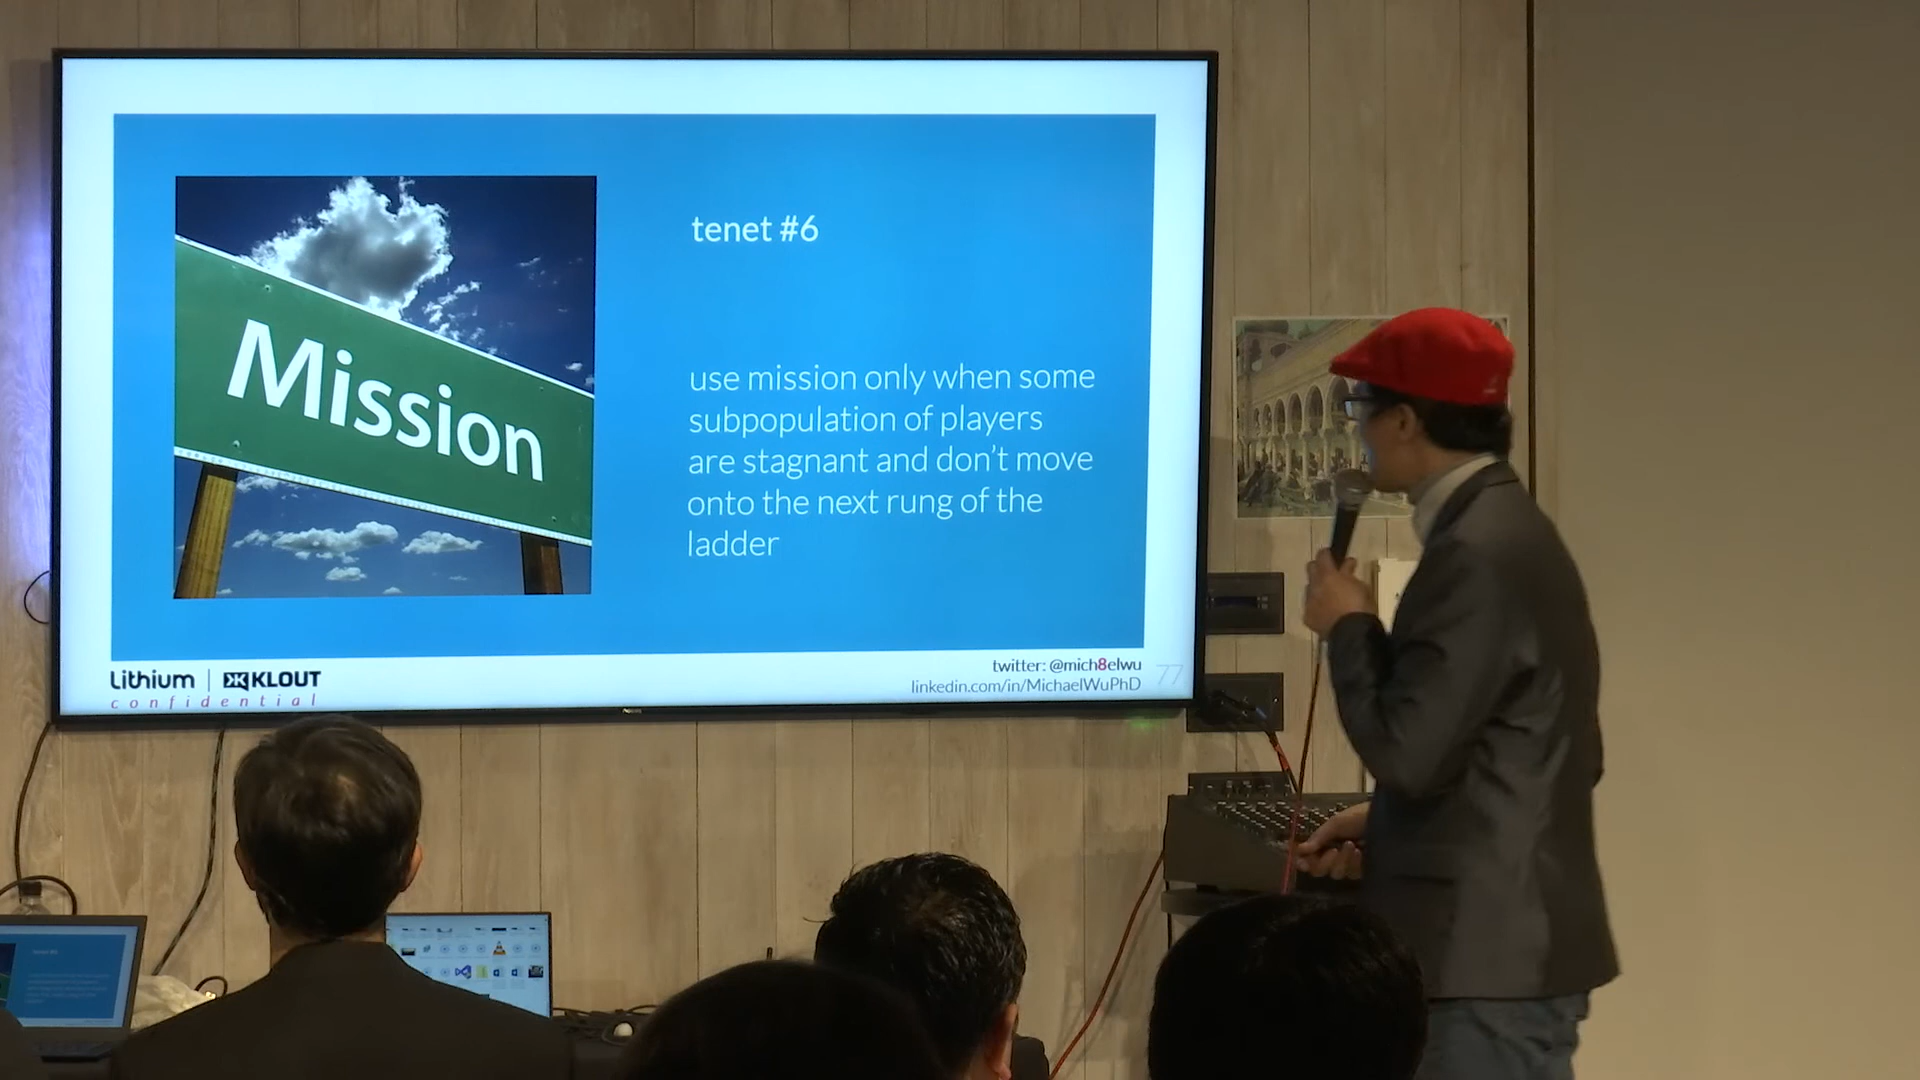 tenet #6
Mission
use mission only when some
subpopulation of players
are stagnant and don't move
onto the next rung of the
ladder
Lithium | KLOUT
confidential
twitter: @mich8elwu
linkedin.com/in/MichaelWuPhD
77